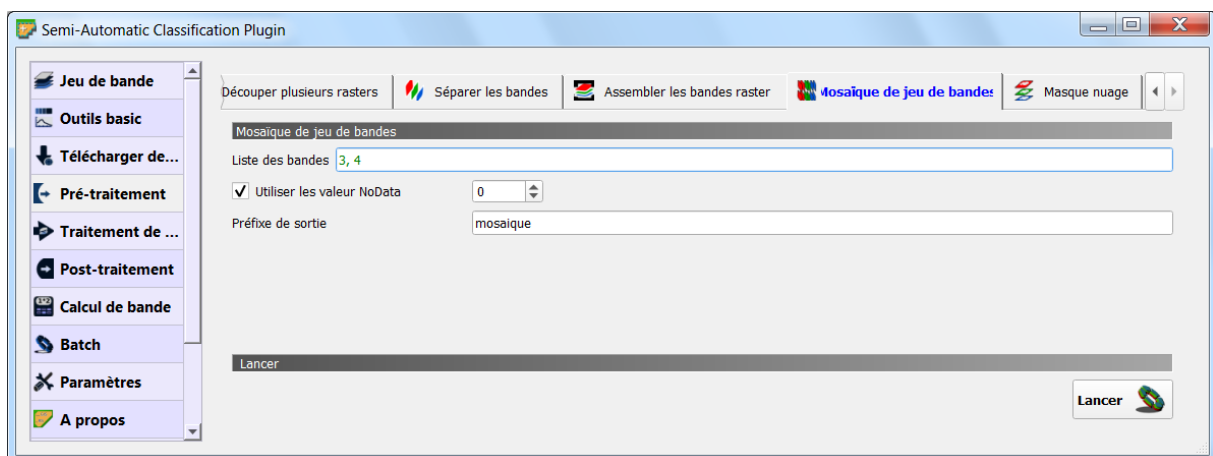 Semi-Automatic Classification Plugin
Jeu de bande
Outils basic
Télécharger de...
Pré-traitement
Traitement de ...
Post-traitement
Calcul de bande
Batch
Paramètres
A propos
Découper plusieurs rasters
Séparer les bandes
Assembler les bandes raster
Mosaïque de jeu de bandes
Masque nuage
Mosaïque de jeu de bandes
Liste des bandes 3, 4
Utiliser les valeur NoData 0
Préfixe de sortie mosaique
Lancer
Lancer